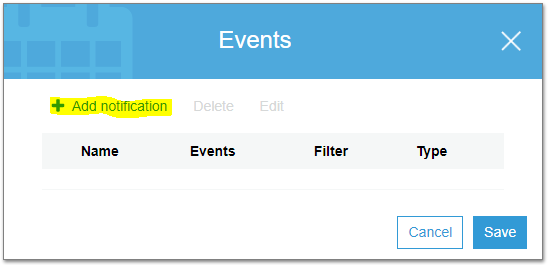 Events
Add notification Delete Edit
Name Events Filter Type
Cancel Save